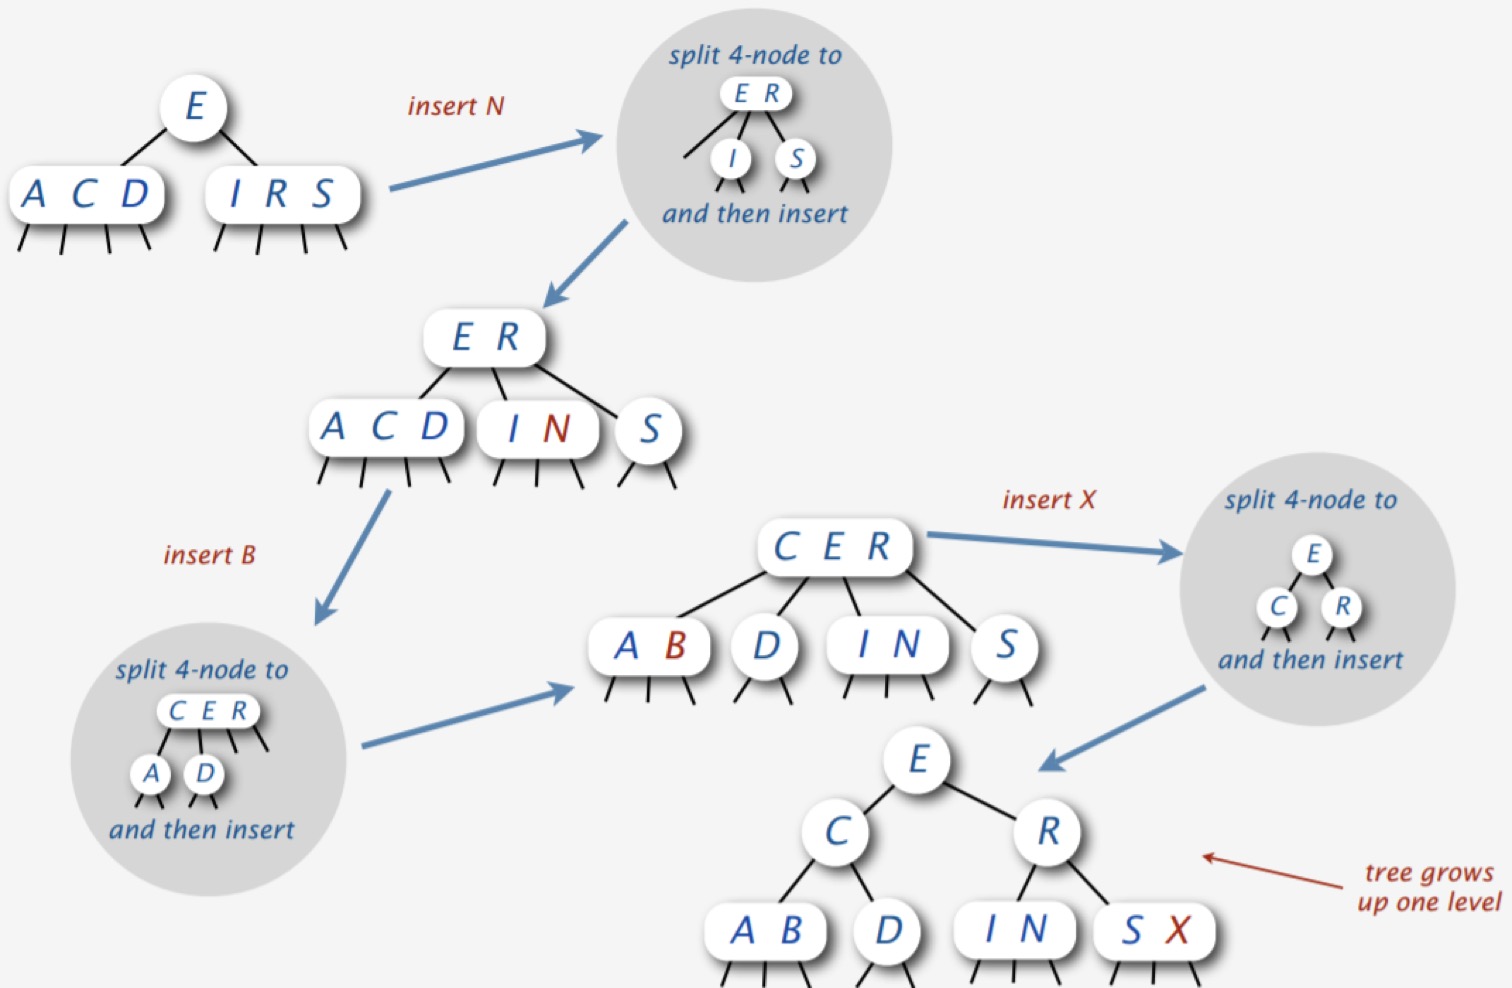 E
A C D
I R S
insert N
split 4-node to
E R
I
S
and then insert
E R
A C D
I N
S
insert B
split 4-node to
C E R
A
D
and then insert
C E R
A B
D
I N
S
insert X
split 4-node to
E
C
R
and then insert
E
C
R
A B
D
I N
S X
tree grows
up one level